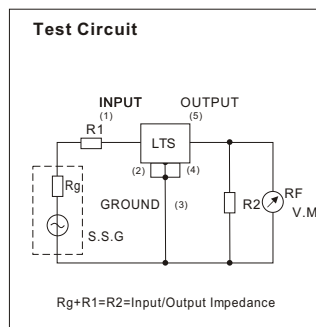 Test Circuit
INPUT OUTPUT
(1) (5)
R1
LTS
(2) (4)
Rg
GROUND (3)
R2
RF
V.M
S.S.G
Rg+R1=R2=Input/Output Impedance